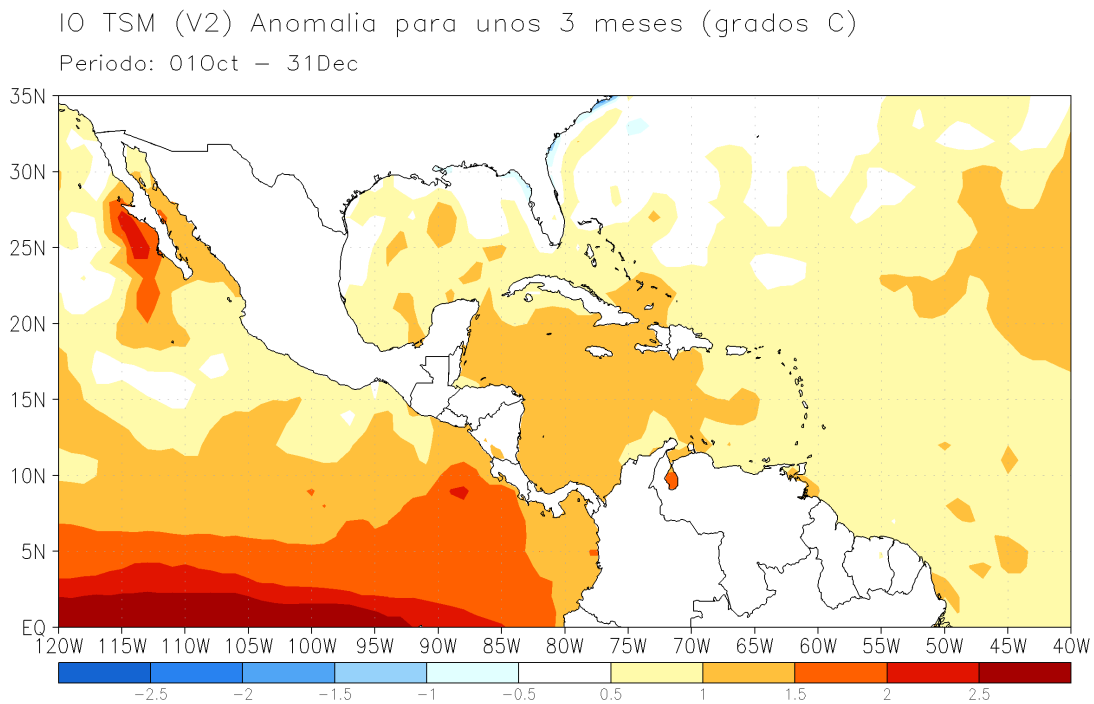 IO TSM (V2) Anomalia para unos 3 meses (grados C)
Periodo: 01Oct – 31Dec
35N
30N
25N
20N
15N
10N
5N
EQ
120W 115W 110W 105W 100W 95W 90W 85W 80W 75W 70W 65W 60W 55W 50W 45W 40W
−2.5 −2 −1.5 −1 −0.5 0.5 1 1.5 2 2.5